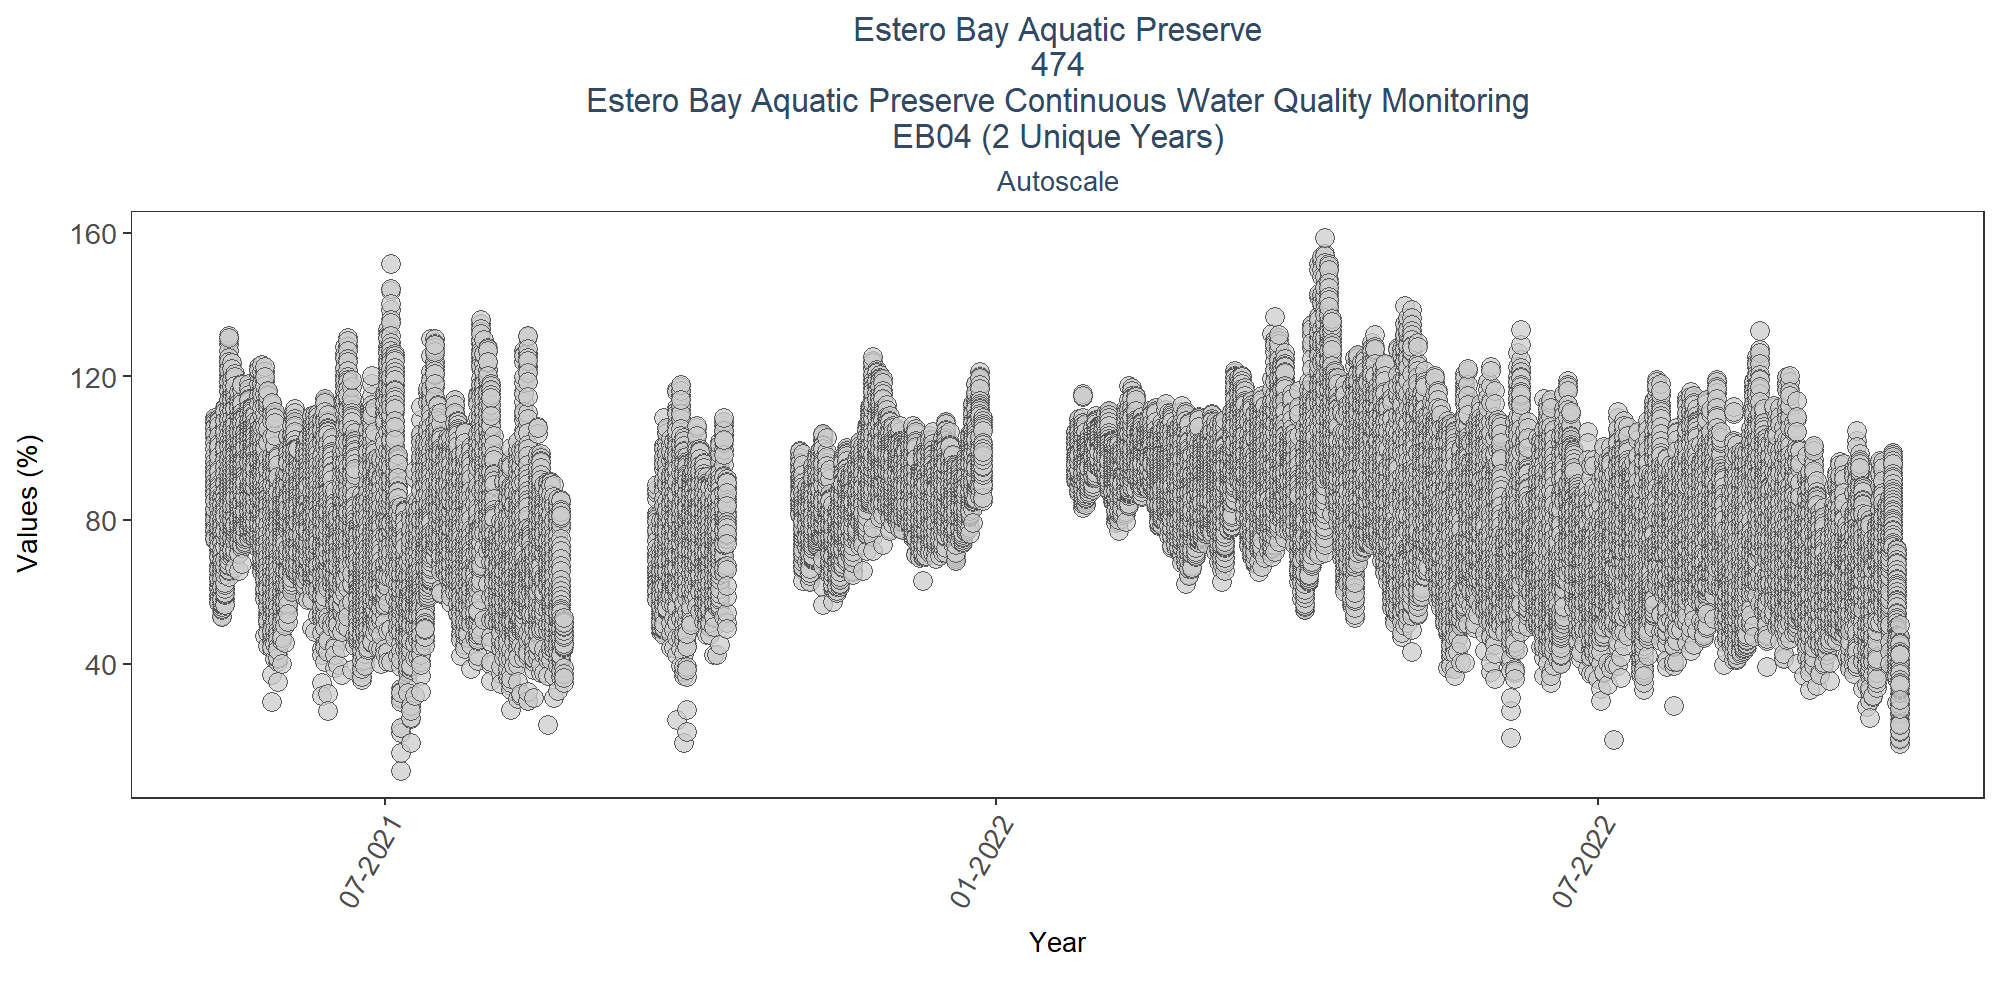 Estero Bay Aquatic Preserve
474
Estero Bay Aquatic Preserve Continuous Water Quality Monitoring
EB04 (2 Unique Years)
Autoscale
160
120
80
40
Values (%)
07-2021
01-2022
07-2022
Year